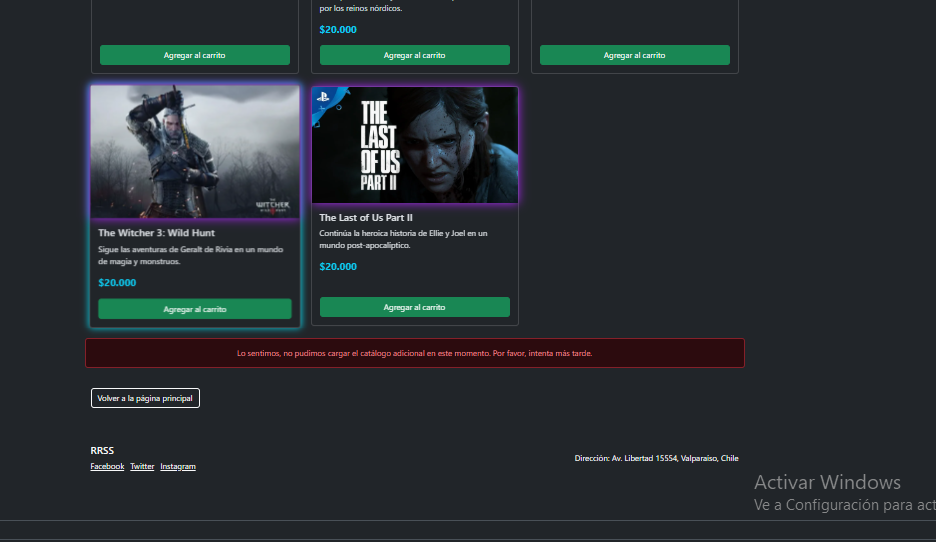 por los reinos nórdicos.
$20.000
Agregar al carrito
Agregar al carrito
Agregar al carrito
THE
WITCHER
WILD HUNT
THE
LAST
OF US
PART II
The Witcher 3: Wild Hunt
Sigue las aventuras de Geralt de Rivia en un mundo
de magia y monstruos.
$20.000
Agregar al carrito
The Last of Us Part II
Continúa la heroica historia de Ellie y Joel en un
mundo post-apocalíptico.
$20.000
Agregar al carrito
Lo sentimos, no pudimos cargar el catálogo adicional en este momento. Por favor, intenta más tarde.
Volver a la página principal
RRSS
Facebook Twitter Instagram
Dirección: Av. Libertad 15554, Valparaíso, Chile
Activar Windows
Ve a Configuración para act